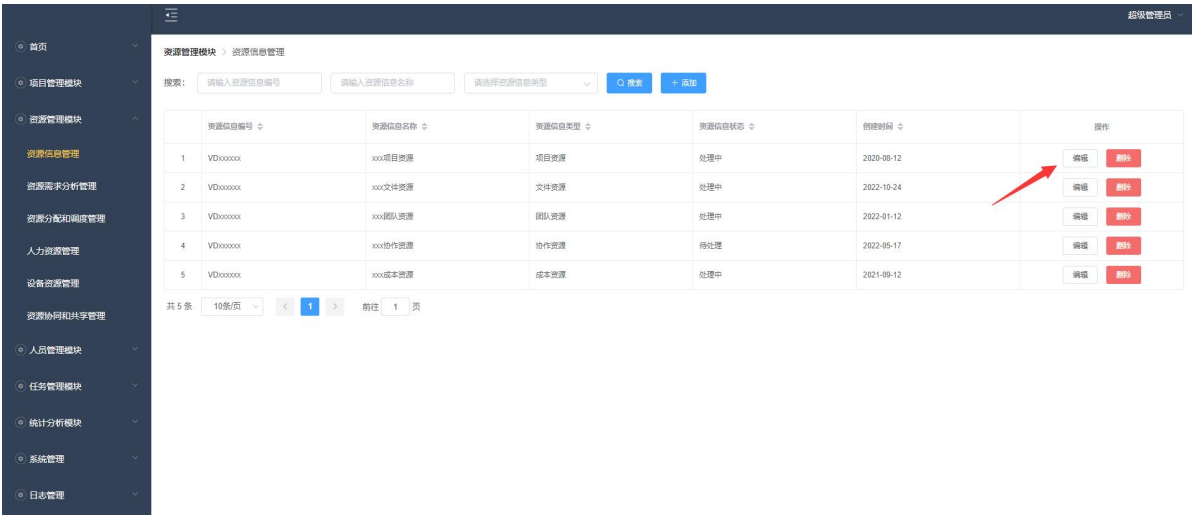 超级管理员
首页
项目管理模块
资源管理模块
资源信息管理
资源需求分析管理
资源分配和调度管理
人力资源管理
设备资源管理
资源协同和共享管理
人员管理模块
任务管理模块
统计分析模块
系统管理
日志管理
资源管理模块 > 资源信息管理
搜索: 请输入资源信息编号 请输入资源信息名称 请选择资源信息类型 搜索 + 添加
资源信息编号 资源信息名称 资源信息类型 资源信息状态 创建时间 操作
1 VDxxxxxx xxx项目资源 项目资源 处理中 2020-08-12 编辑 删除
2 VDxxxxxx xxx文件资源 文件资源 处理中 2022-10-24 编辑 删除
3 VDxxxxxx xxx团队资源 团队资源 处理中 2022-01-12 编辑 删除
4 VDxxxxxx xxx协作资源 协作资源 待处理 2022-05-17 编辑 删除
5 VDxxxxxx xxx成本资源 成本资源 处理中 2021-09-12 编辑 删除
共 5 条 10条/页 < 1 > 前往 1 页